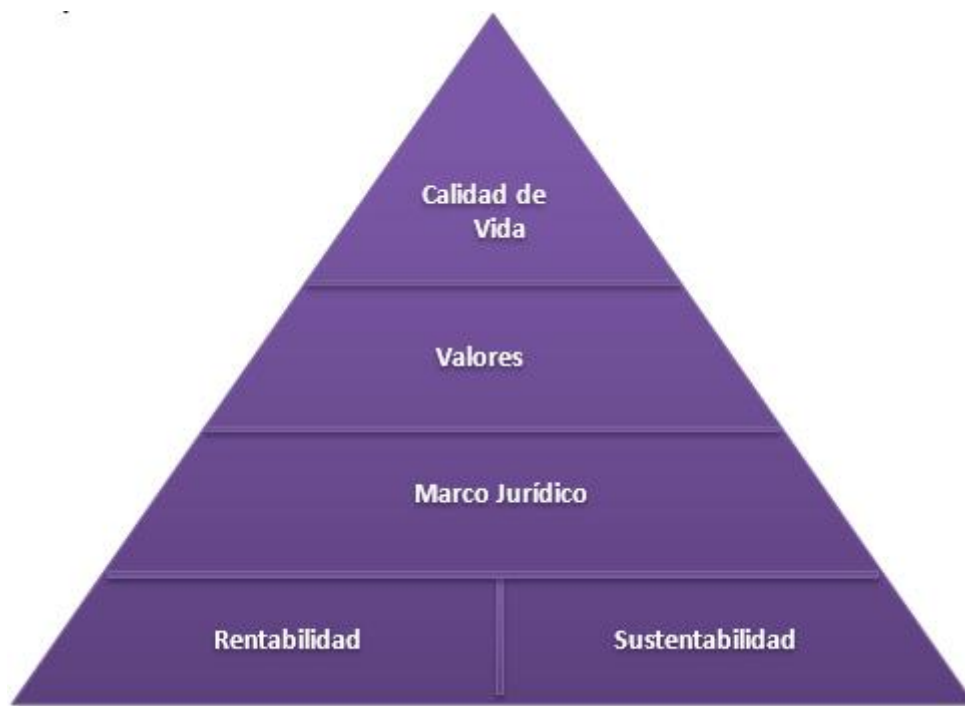 Calidad de
Vida
Valores
Marco Jurídico
Rentabilidad
Sustentabilidad